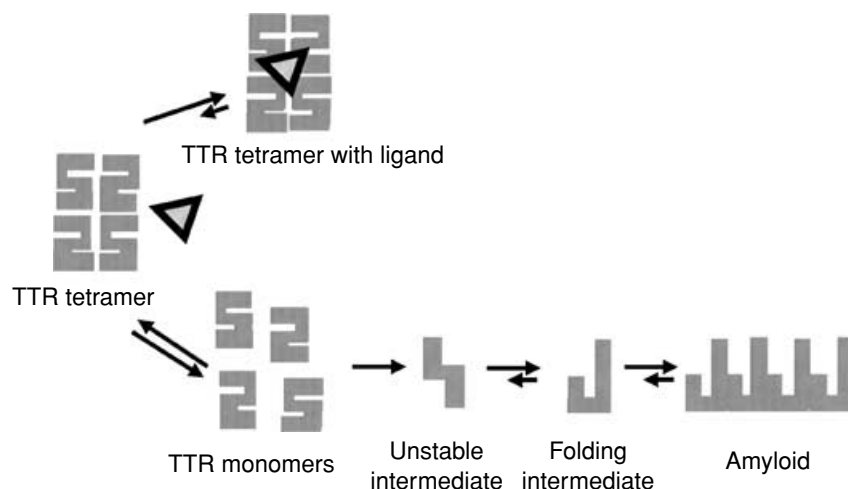 TTR tetramer with ligand
TTR tetramer
TTR monomers
Unstable
intermediate
Folding
intermediate
Amyloid